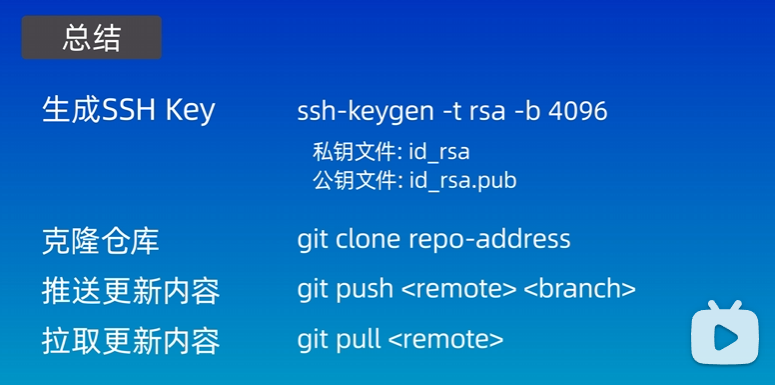 总结
生成SSH Key ssh-keygen -t rsa -b 4096
私钥文件: id_rsa
公钥文件: id_rsa.pub
克隆仓库 git clone repo-address
推送更新内容 git push <remote> <branch>
拉取更新内容 git pull <remote>